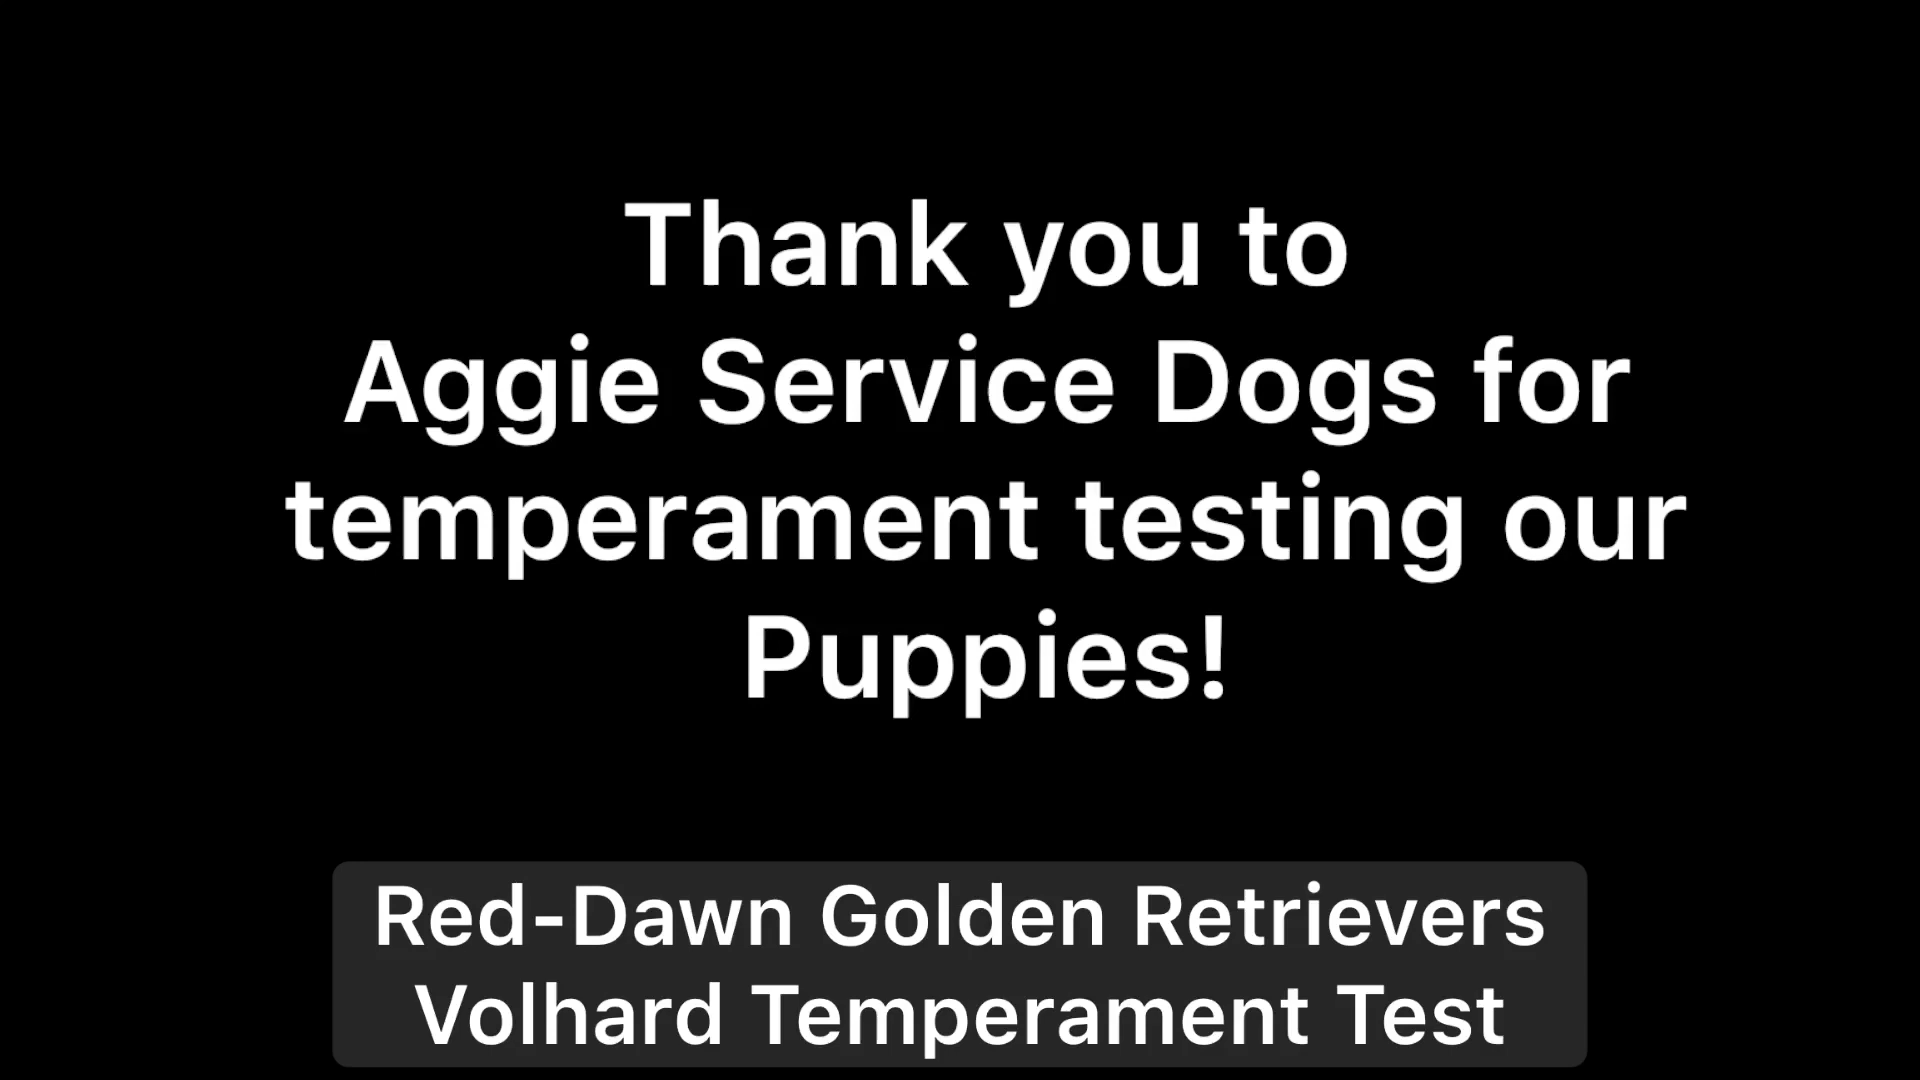 Thank you to
Aggie Service Dogs for
temperament testing our
Puppies!
Red-Dawn Golden Retrievers
Volhard Temperament Test